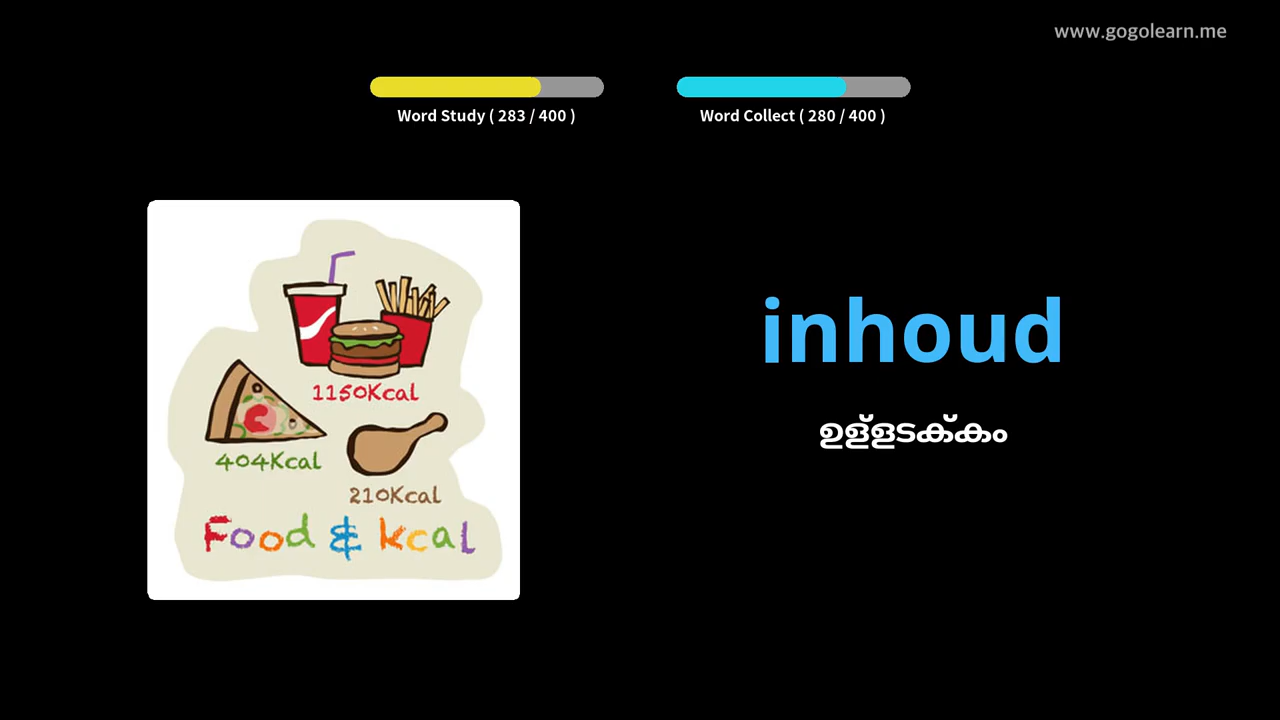 www.gogolearn.me
Word Study ( 283 / 400 )
Word Collect ( 280 / 400 )
1150Kcal
404Kcal
210Kcal
Food & kcal
inhoud
ഉള്ളടക്കം